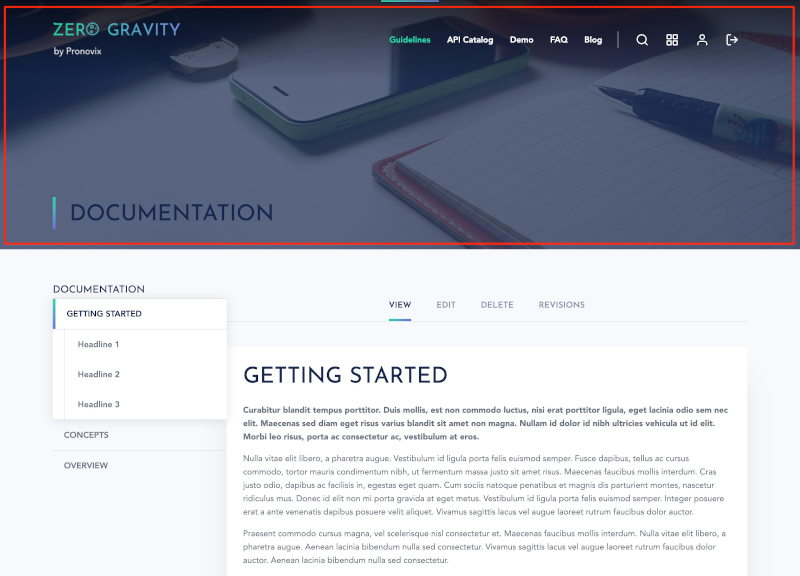 ZERO GRAVITY
by Pronovix
Guidelines API Catalog Demo FAQ Blog
DOCUMENTATION
DOCUMENTATION
GETTING STARTED
Headline 1
Headline 2
Headline 3
CONCEPTS
OVERVIEW
VIEW EDIT DELETE REVISIONS
GETTING STARTED
Curabitur blandit tempus porttitor. Duis mollis, est non commodo luctus, nisi erat porttitor ligula, eget lacinia odio sem nec
elit. Maecenas sed diam eget risus varius blandit sit amet non magna. Nullam id dolor id nibh ultricies vehicula ut id elit.
Morbi leo risus, porta ac consectetur ac, vestibulum at eros.
Nulla vitae elit libero, a pharetra augue. Vestibulum id ligula porta felis euismod semper. Fusce dapibus, tellus ac cursus
commodo, tortor mauris condimentum nibh, ut fermentum massa justo sit amet risus. Maecenas faucibus mollis interdum. Cras
justo odio, dapibus ac facilisis in, egestas eget quam. Cum sociis natoque penatibus et magnis dis parturient montes, nascetur
ridiculus mus. Donec id elit non mi porta gravida at eget metus. Vestibulum id ligula porta felis euismod semper. Integer posuere
erat a ante venenatis dapibus posuere velit aliquet. Vivamus sagittis lacus vel augue laoreet rutrum faucibus dolor auctor.
Praesent commodo cursus magna, vel scelerisque nisl consectetur et. Maecenas faucibus mollis interdum. Nulla vitae elit libero, a
pharetra augue. Aenean lacinia bibendum nulla sed consectetur. Vivamus sagittis lacus vel augue laoreet rutrum faucibus dolor
auctor. Aenean lacinia bibendum nulla sed consectetur.